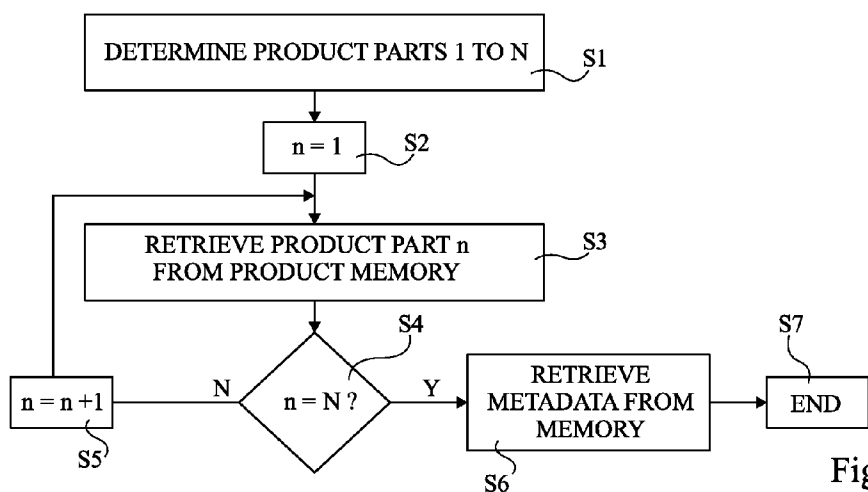 DETERMINE PRODUCT PARTS 1 TO N
S1
n = 1
S2
RETRIEVE PRODUCT PART n
FROM PRODUCT MEMORY
S3
S4
n = N ?
N
Y
n = n +1
S5
RETRIEVE
METADATA FROM
MEMORY
S6
S7
END
Fig